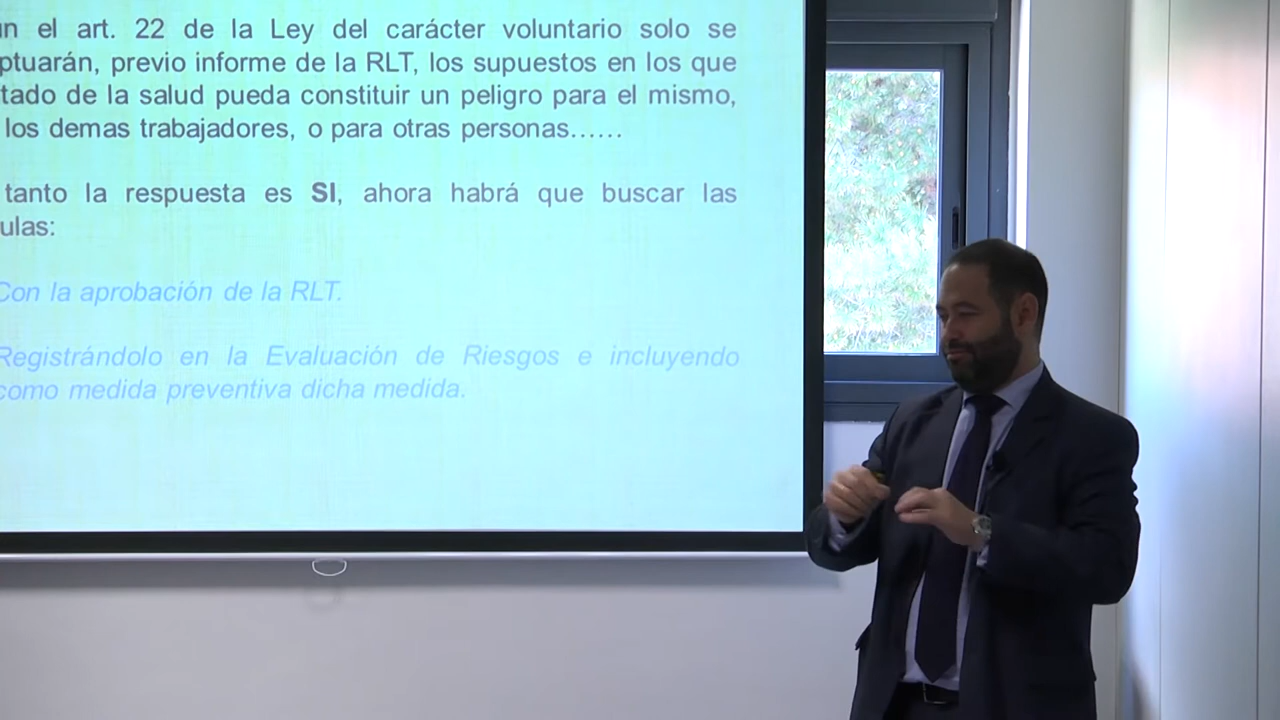 n el art. 22 de la Ley del carácter voluntario solo se
ptuarán, previo informe de la RLT, los supuestos en los que
tado de la salud pueda constituir un peligro para el mismo,
los demas trabajadores, o para otras personas……
tanto la respuesta es SI, ahora habrá que buscar las
ulas:
Con la aprobación de la RLT.
Registrándolo en la Evaluación de Riesgos e incluyendo
como medida preventiva dicha medida.